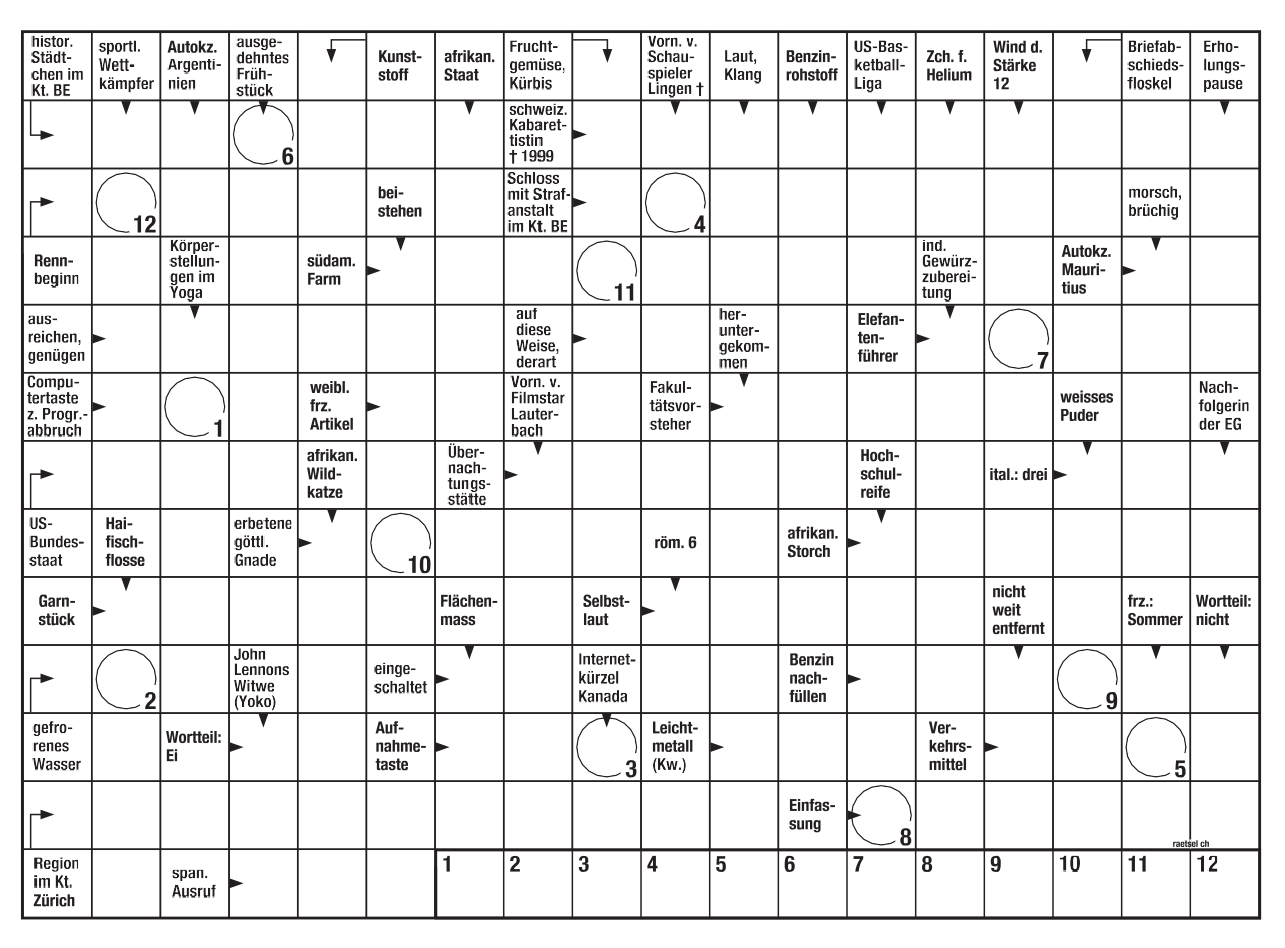 histor.
Städt-
chen im
Kt. BE
sportl.
Wett-
kämpfer
Autokz.
Argenti-
nien
ausge-
dehntes
Früh-
stück
Kunst-
stoff
afrikan.
Staat
Frucht-
gemüse,
Kürbis
Vorn. v.
Schau-
spieler
Lingen †
Laut,
Klang
Benzin-
rohstoff
US-Bas-
ketball-
Liga
Zch. f.
Helium
Wind d.
Stärke
12
Briefab-
schieds-
floskel
Erho-
lungs-
pause
6
schweiz.
Kabaret-
tistin
† 1999
12
bei-
stehen
Schloss
mit Straf-
anstalt
im Kt. BE
4
morsch,
brüchig
Renn-
beginn
Körper-
stellun-
gen im
Yoga
südam.
Farm
11
ind.
Gewürz-
zuberei-
tung
Autokz.
Mauri-
tius
aus-
reichen,
genügen
auf
diese
Weise,
derart
her-
unter-
gekom-
men
Elefan-
ten-
führer
7
Compu-
tertaste
z. Progr.-
abbruch
1
weibl.
frz.
Artikel
Vorn. v.
Filmstar
Lauter-
bach
Fakul-
tätsvor-
steher
weisses
Puder
Nach-
folgerin
der EG
afrikan.
Wild-
katze
Über-
nach-
tungs-
stätte
Hoch-
schul-
reife
ital.: drei
US-
Bundes-
staat
Hai-
fisch-
flosse
erbetene
göttl.
Gnade
10
röm. 6
afrikan.
Storch
Garn-
stück
Flächen-
mass
Selbst-
laut
nicht
weit
entfernt
frz.:
Sommer
Wortteil:
nicht
2
John
Lennons
Witwe
(Yoko)
einge-
schaltet
Internet-
kürzel
Kanada
Benzin
nach-
füllen
9
gefro-
renes
Wasser
Wortteil:
Ei
Auf-
nahme-
taste
3
Leicht-
metall
(Kw.)
Ver-
kehrs-
mittel
5
Einfas-
sung
8
raetsel ch
Region
im Kt.
Zürich
span.
Ausruf
1 2 3 4 5 6 7 8 9 10 11 12